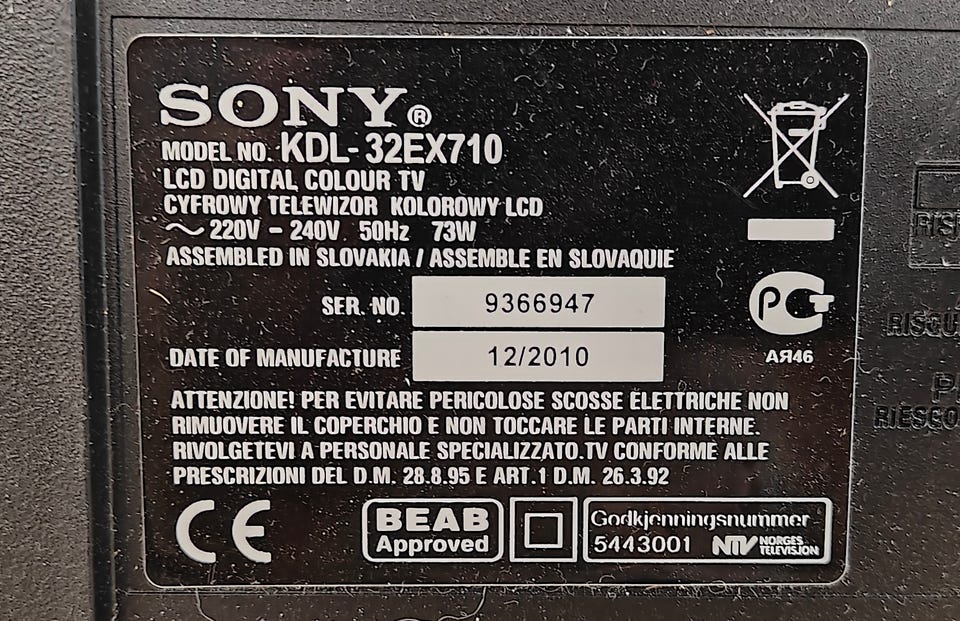 SONY®
MODEL NO. KDL-32EX710
LCD DIGITAL COLOUR TV
CYFROWY TELEWIZOR KOLOROWY LCD
~ 220V - 240V 50Hz 73W
ASSEMBLED IN SLOVAKIA / ASSEMBLE EN SLOVAQUIE
SER. NO. 9366947
DATE OF MANUFACTURE 12/2010
АЯ46
ATTENZIONE! PER EVITARE PERICOLOSE SCOSSE ELETTRICHE NON
RIMUOVERE IL COPERCHIO E NON TOCCARE LE PARTI INTERNE.
RIVOLGETEVI A PERSONALE SPECIALIZZATO.TV CONFORME ALLE
PRESCRIZIONI DEL D.M. 28.8.95 E ART.1 D.M. 26.3.92
CE
BEAB
Approved
Godkjenningsnummer
5443001 NTV NORGES
TELEVISJON